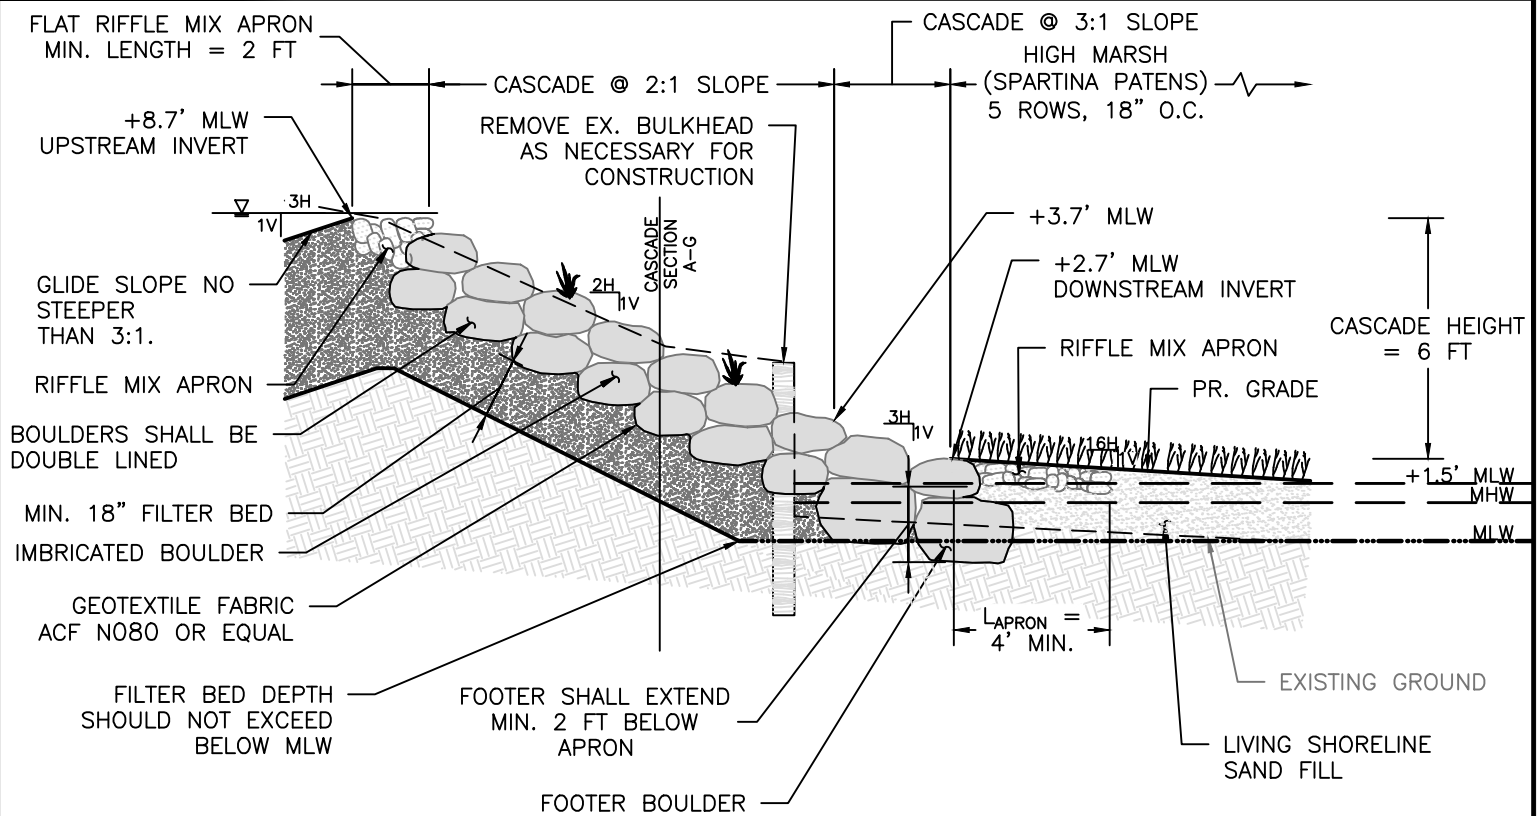 FLAT RIFFLE MIX APRON
MIN. LENGTH = 2 FT
CASCADE @ 2:1 SLOPE
CASCADE @ 3:1 SLOPE
HIGH MARSH
(SPARTINA PATENS)
5 ROWS, 18" O.C.
+8.7' MLW
UPSTREAM INVERT
REMOVE EX. BULKHEAD
AS NECESSARY FOR
CONSTRUCTION
3H
1V
CASCADE
SECTION
A-G
+3.7' MLW
+2.7' MLW
DOWNSTREAM INVERT
GLIDE SLOPE NO
STEEPER
THAN 3:1.
2H
1V
CASCADE HEIGHT
= 6 FT
RIFFLE MIX APRON
RIFFLE MIX APRON
PR. GRADE
BOULDERS SHALL BE
DOUBLE LINED
3H
1V
16H
+1.5' MLW
MHW
MLW
MIN. 18" FILTER BED
IMBRICATED BOULDER
GEOTEXTILE FABRIC
ACF N080 OR EQUAL
LAPRON =
4' MIN.
FILTER BED DEPTH
SHOULD NOT EXCEED
BELOW MLW
FOOTER SHALL EXTEND
MIN. 2 FT BELOW
APRON
EXISTING GROUND
LIVING SHORELINE
SAND FILL
FOOTER BOULDER